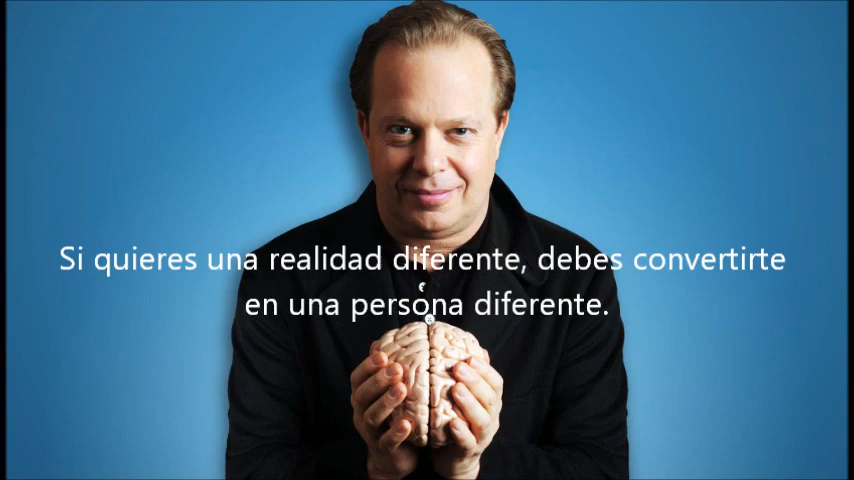 Si quieres una realidad diferente, debes convertirte
en una persona diferente.